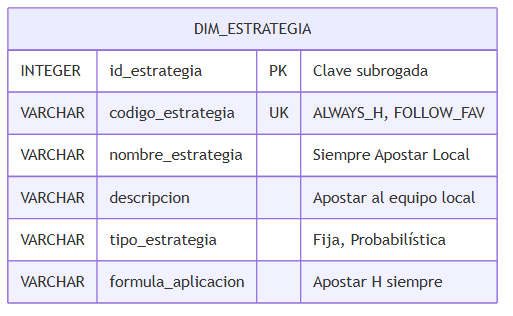 DIM_ESTRATEGIA
INTEGER id_estrategia PK Clave subrogada
VARCHAR codigo_estrategia UK ALWAYS_H, FOLLOW_FAV
VARCHAR nombre_estrategia Siempre Apostar Local
VARCHAR descripcion Apostar al equipo local
VARCHAR tipo_estrategia Fija, Probabilística
VARCHAR formula_aplicacion Apostar H siempre